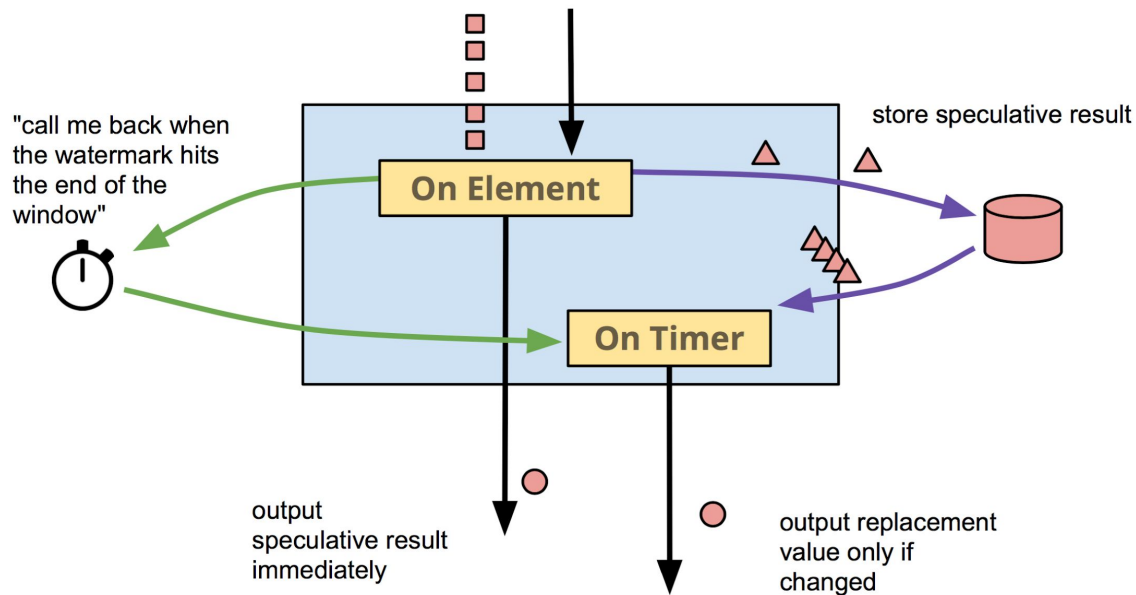 "call me back when
the watermark hits
the end of the
window"
store speculative result
On Element
On Timer
output
speculative result
immediately
output replacement
value only if
changed